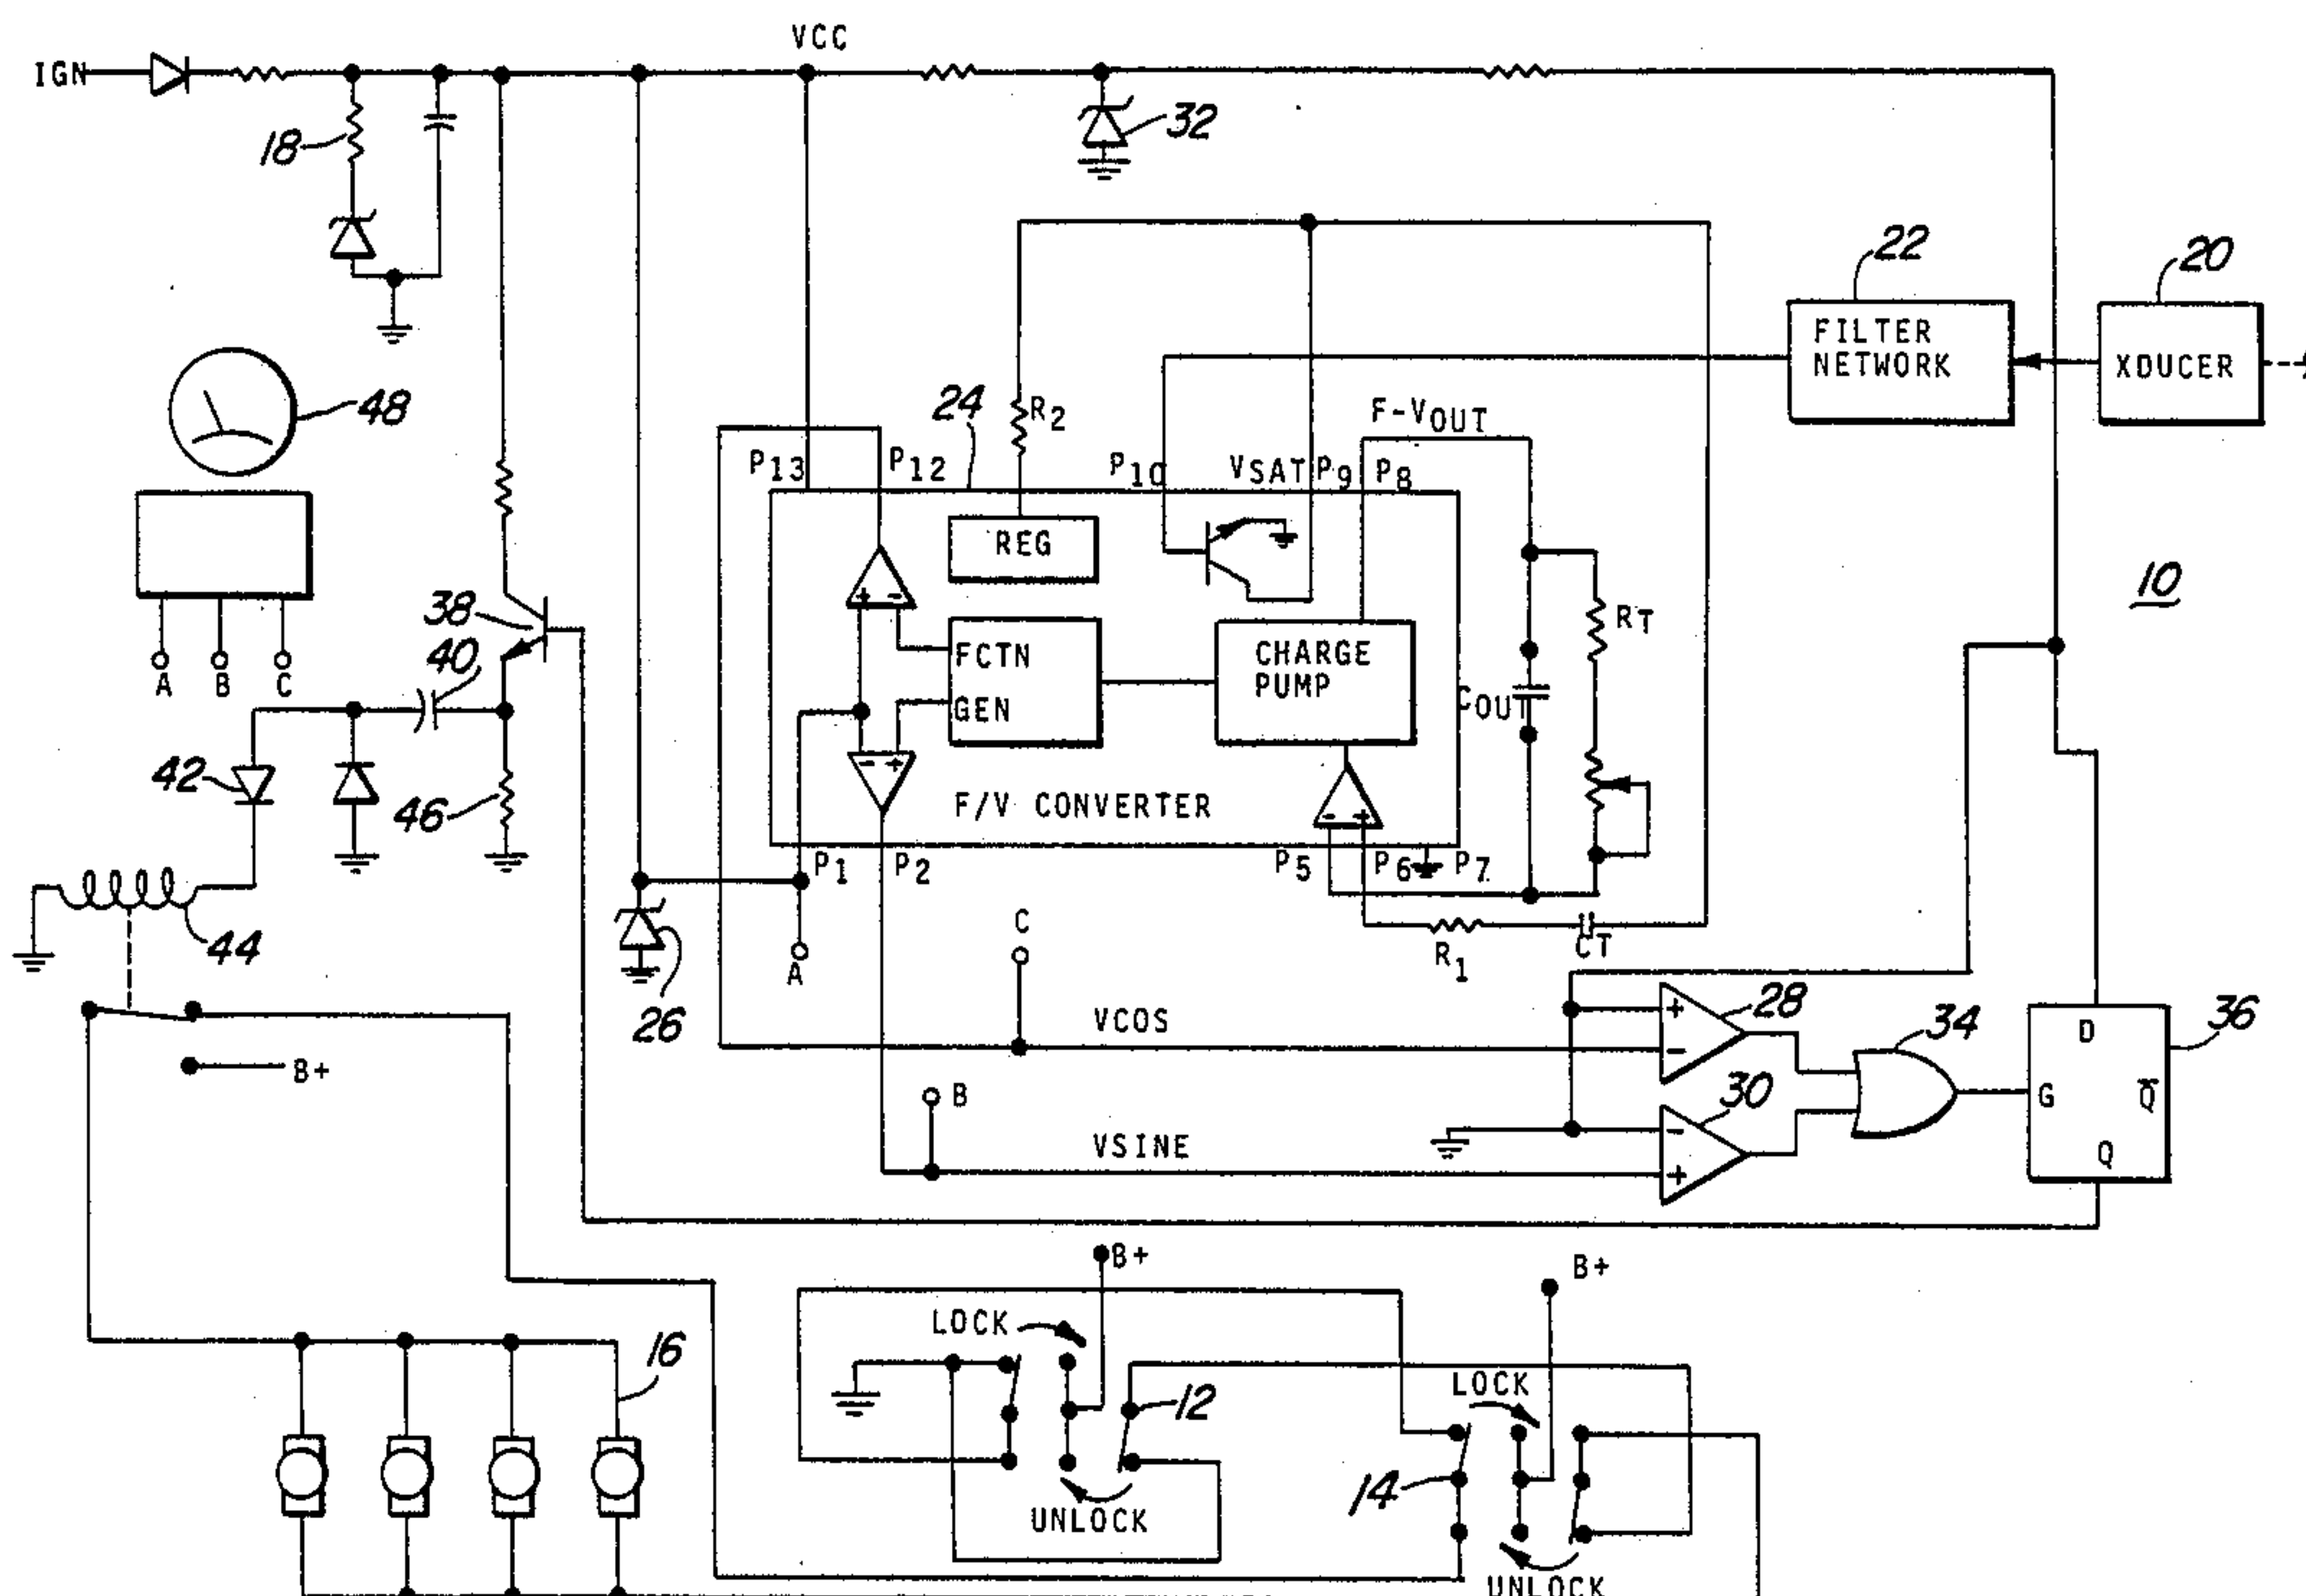 VCC
IGN
18
32
22
20
FILTER
NETWORK
XDUCER
48
24
R2
F-VOUT
P13
P12
P10
VSAT
P9
P8
REG
10
38
RT
40
A
B
C
FCTN
GEN
CHARGE
PUMP
COUT
42
46
F/V CONVERTER
P1
P2
P5
P6
P7
44
A
C
R1
CT
26
VCOS
28
34
36
D
B+
B
30
G
Q
VSINE
Q
B+
B+
LOCK
16
12
LOCK
14
UNLOCK
UNLOCK